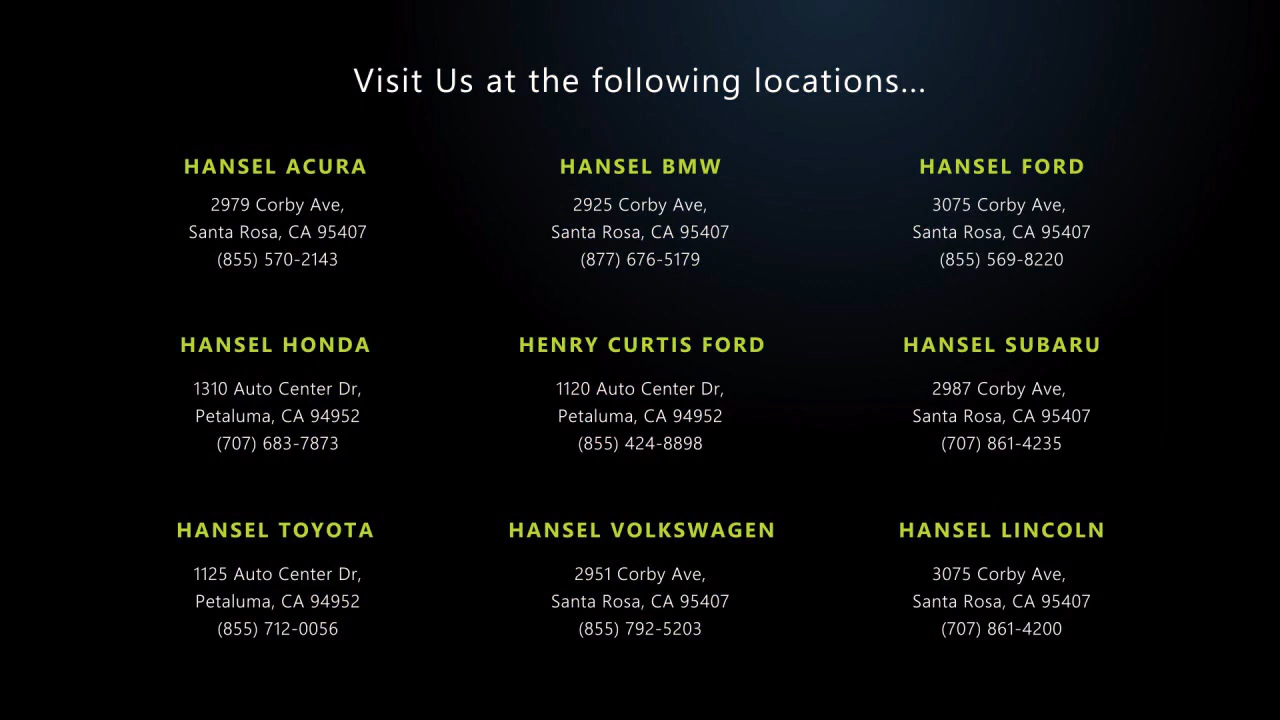 Visit Us at the following locations...
HANSEL ACURA
2979 Corby Ave,
Santa Rosa, CA 95407
(855) 570-2143
HANSEL BMW
2925 Corby Ave,
Santa Rosa, CA 95407
(877) 676-5179
HANSEL FORD
3075 Corby Ave,
Santa Rosa, CA 95407
(855) 569-8220
HANSEL HONDA
1310 Auto Center Dr,
Petaluma, CA 94952
(707) 683-7873
HENRY CURTIS FORD
1120 Auto Center Dr,
Petaluma, CA 94952
(855) 424-8898
HANSEL SUBARU
2987 Corby Ave,
Santa Rosa, CA 95407
(707) 861-4235
HANSEL TOYOTA
1125 Auto Center Dr,
Petaluma, CA 94952
(855) 712-0056
HANSEL VOLKSWAGEN
2951 Corby Ave,
Santa Rosa, CA 95407
(855) 792-5203
HANSEL LINCOLN
3075 Corby Ave,
Santa Rosa, CA 95407
(707) 861-4200